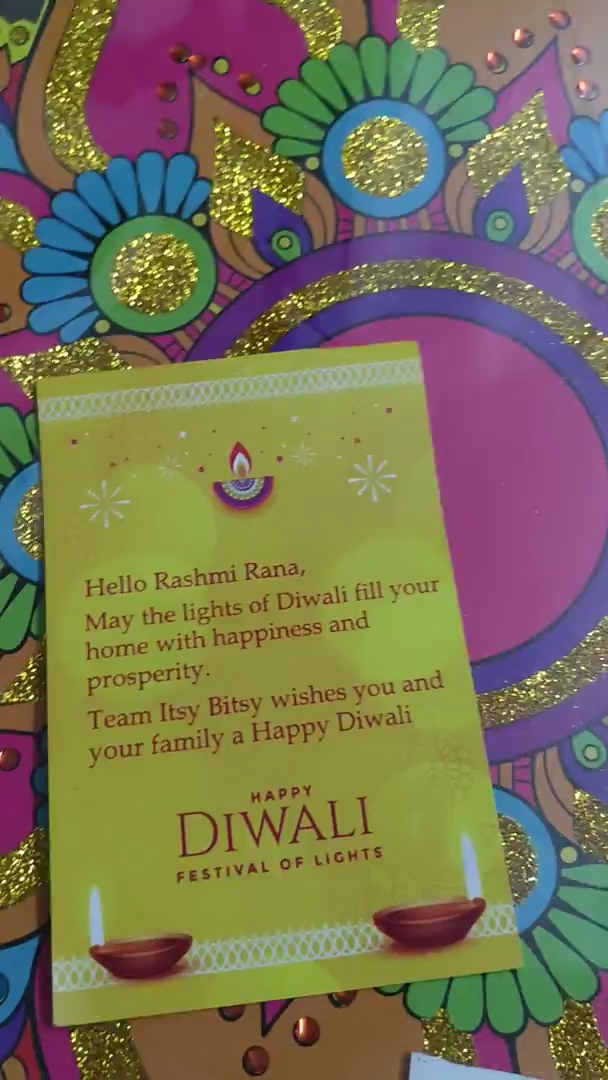 Hello Rashmi Rana,
May the lights of Diwali fill your
home with happiness and
prosperity.
Team Itsy Bitsy wishes you and
your family a Happy Diwali
HAPPY
DIWALI
FESTIVAL OF LIGHTS